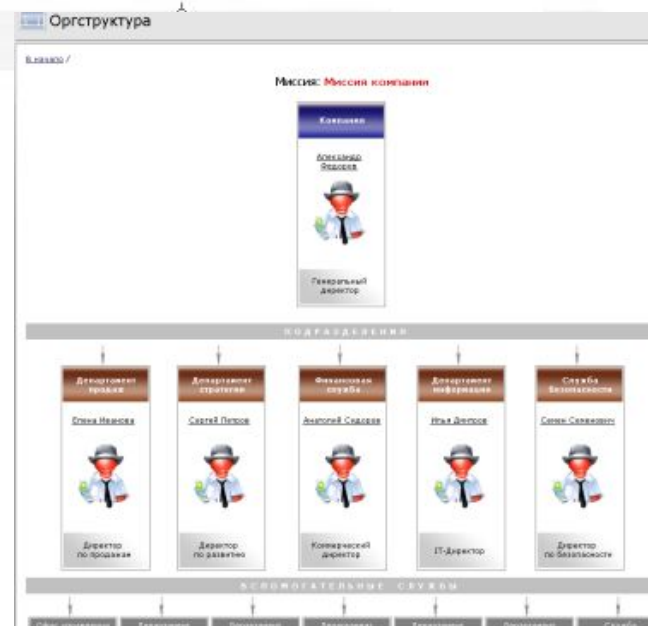 Оргструктура
В начало /
Миссия: Миссия компании
Компания
Александр
Федоров
Генеральный
директор
ПОДРАЗДЕЛЕНИЯ
Департамент
продаж
Департамент
стратегии
Финансовая
служба
Департамент
информации
Служба
безопасности
Елена Иванова
Сергей Петров
Анатолий Сидоров
Илья Дмитров
Семен Семенович
Директор
по продажам
Директор
по развитию
Коммерческий
директор
IT-Директор
Директор
по безопасности
ВСПОМОГАТЕЛЬНЫЕ СЛУЖБЫ
Служба